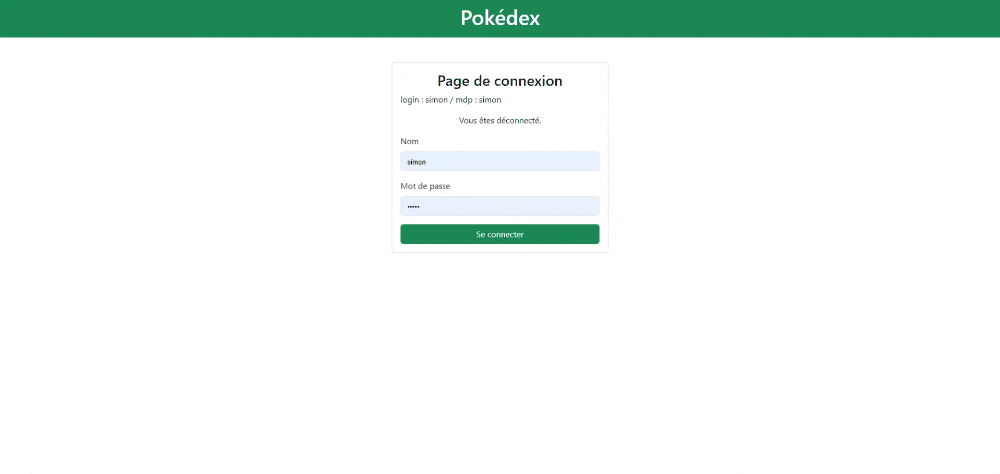 Pokédex
Page de connexion
login : simon / mdp : simon
Vous êtes déconnecté.
Nom
simon
Mot de passe
•••••
Se connecter